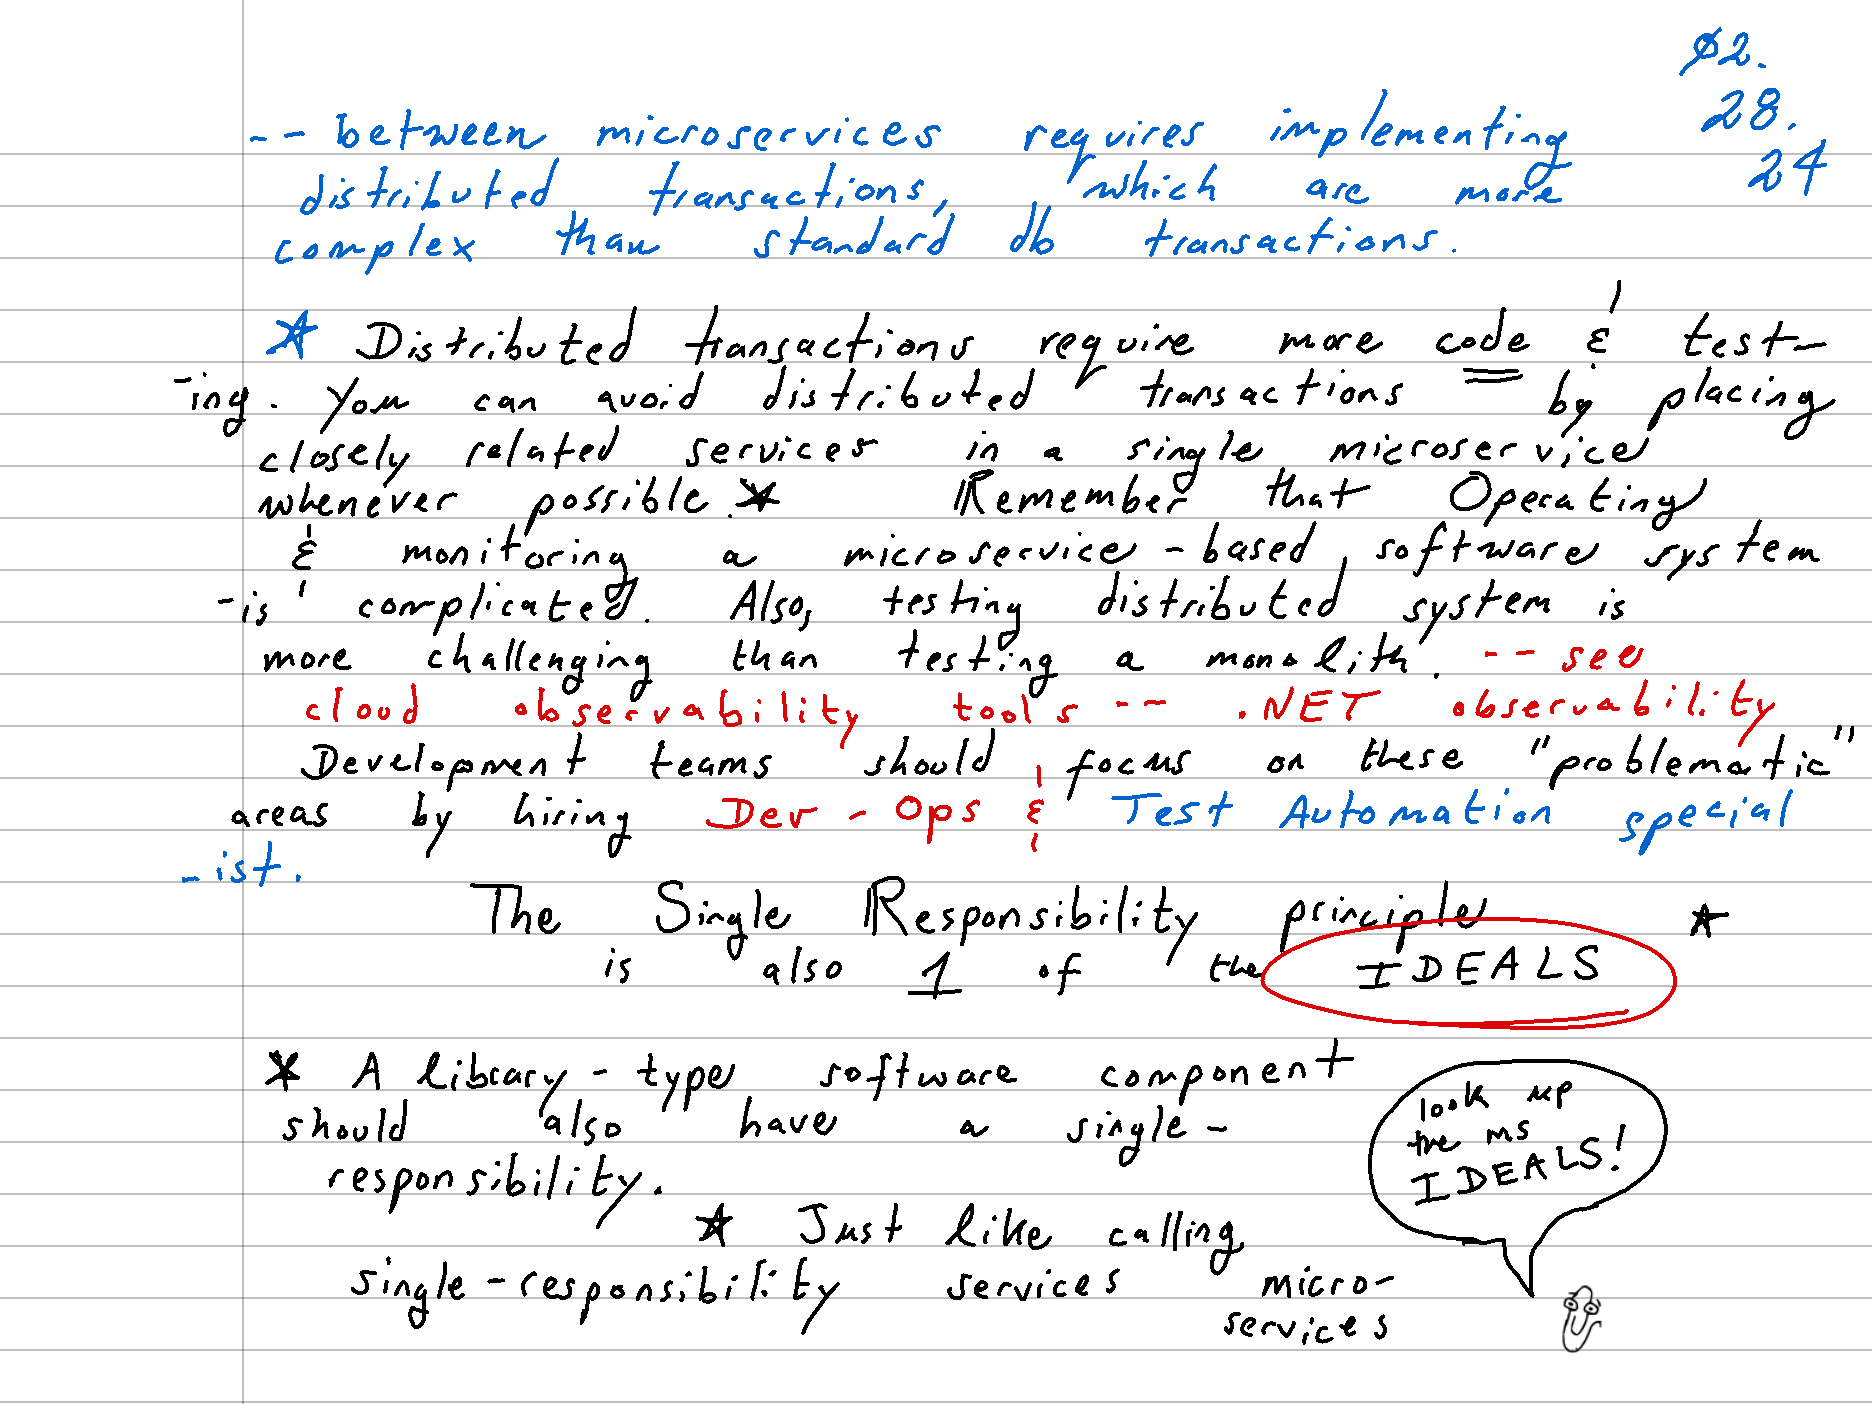 Ø2.
28.
24
-- between microservices requires implementing
distributed transactions, which are more
complex than standard db transactions.
☆ Distributed transactions require more code & test-
-ing. You can avoid distributed transactions by placing
closely related services in a single microservice
whenever possible. ☆ Remember that Operating
& monitoring a microservice-based software system
-is complicated. Also, testing distributed system is
more challenging than testing a monolith. -- see
cloud observability tools -- .NET observability
Development teams should focus on these "problematic"
areas by hiring Dev-Ops & Test Automation special
-ist.
The Single Responsibility principle ☆
is also 1 of the IDEALS
☆ A library-type software component
should also have a single-
responsibility.
look up
the ms
IDEALS!
☆ Just like calling
single-responsibility services micro-
services